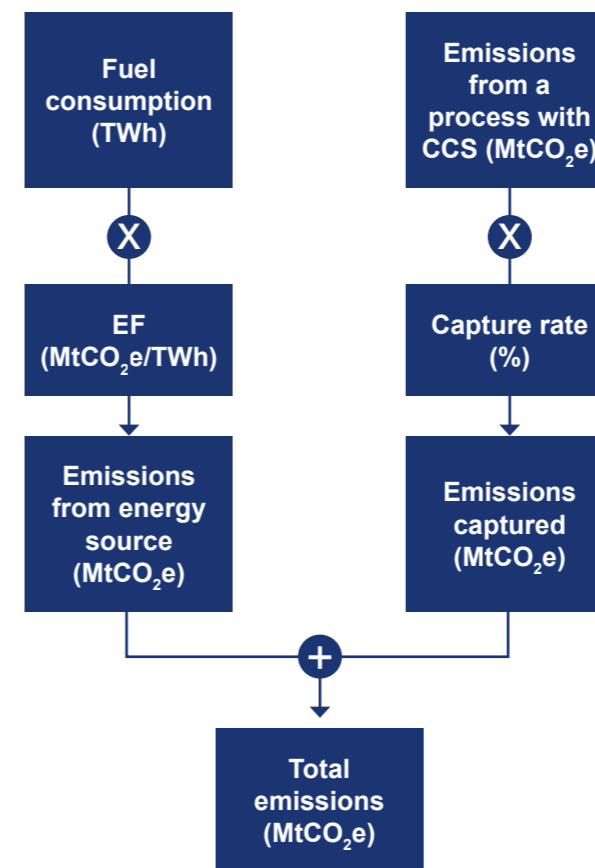 Fuel
consumption
(TWh)
X
EF
(MtCO₂e/TWh)
Emissions
from energy
source
(MtCO₂e)
Emissions
from a
process with
CCS (MtCO₂e)
X
Capture rate
(%)
Emissions
captured
(MtCO₂e)
+
Total
emissions
(MtCO₂e)